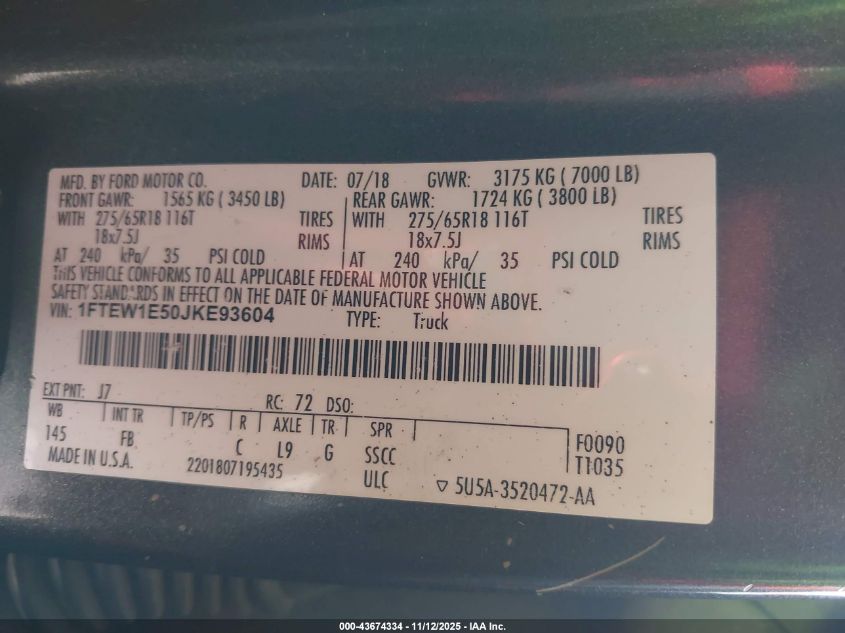 MFD. BY FORD MOTOR CO. DATE: 07/18 GVWR: 3175 KG ( 7000 LB)
FRONT GAWR: 1565 KG ( 3450 LB) REAR GAWR: 1724 KG ( 3800 LB)
WITH 275/65R18 116T TIRES WITH 275/65R18 116T TIRES
18x7.5J RIMS 18x7.5J RIMS
AT 240 kPa/ 35 PSI COLD AT 240 kPa/ 35 PSI COLD
THIS VEHICLE CONFORMS TO ALL APPLICABLE FEDERAL MOTOR VEHICLE
SAFETY STANDARDS IN EFFECT ON THE DATE OF MANUFACTURE SHOWN ABOVE.
VIN: 1FTEW1E50JKE93604 TYPE: Truck
EXT PNT: J7 RC: 72 DSO:
WB INT TR TP/PS R AXLE TR SPR
145 FB C L9 G SSCC
F0090
T1035
MADE IN U.S.A. 2201807195435 ULC ▽ 5U5A-3520472-AA
000-43674334 - 11/12/2025 - IAA Inc.